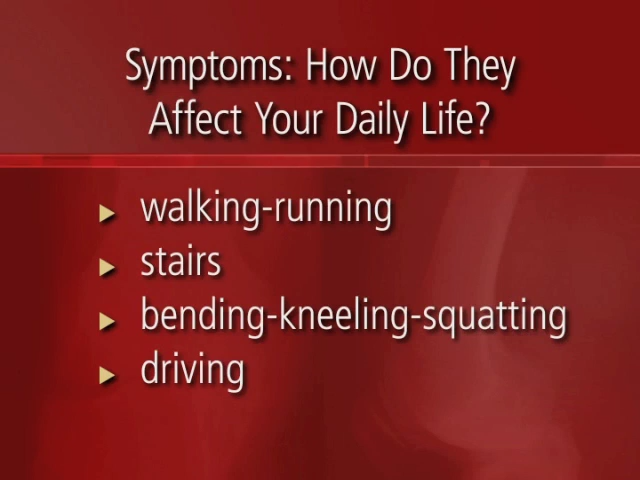 Symptoms: How Do They
Affect Your Daily Life?
walking-running
stairs
bending-kneeling-squatting
driving